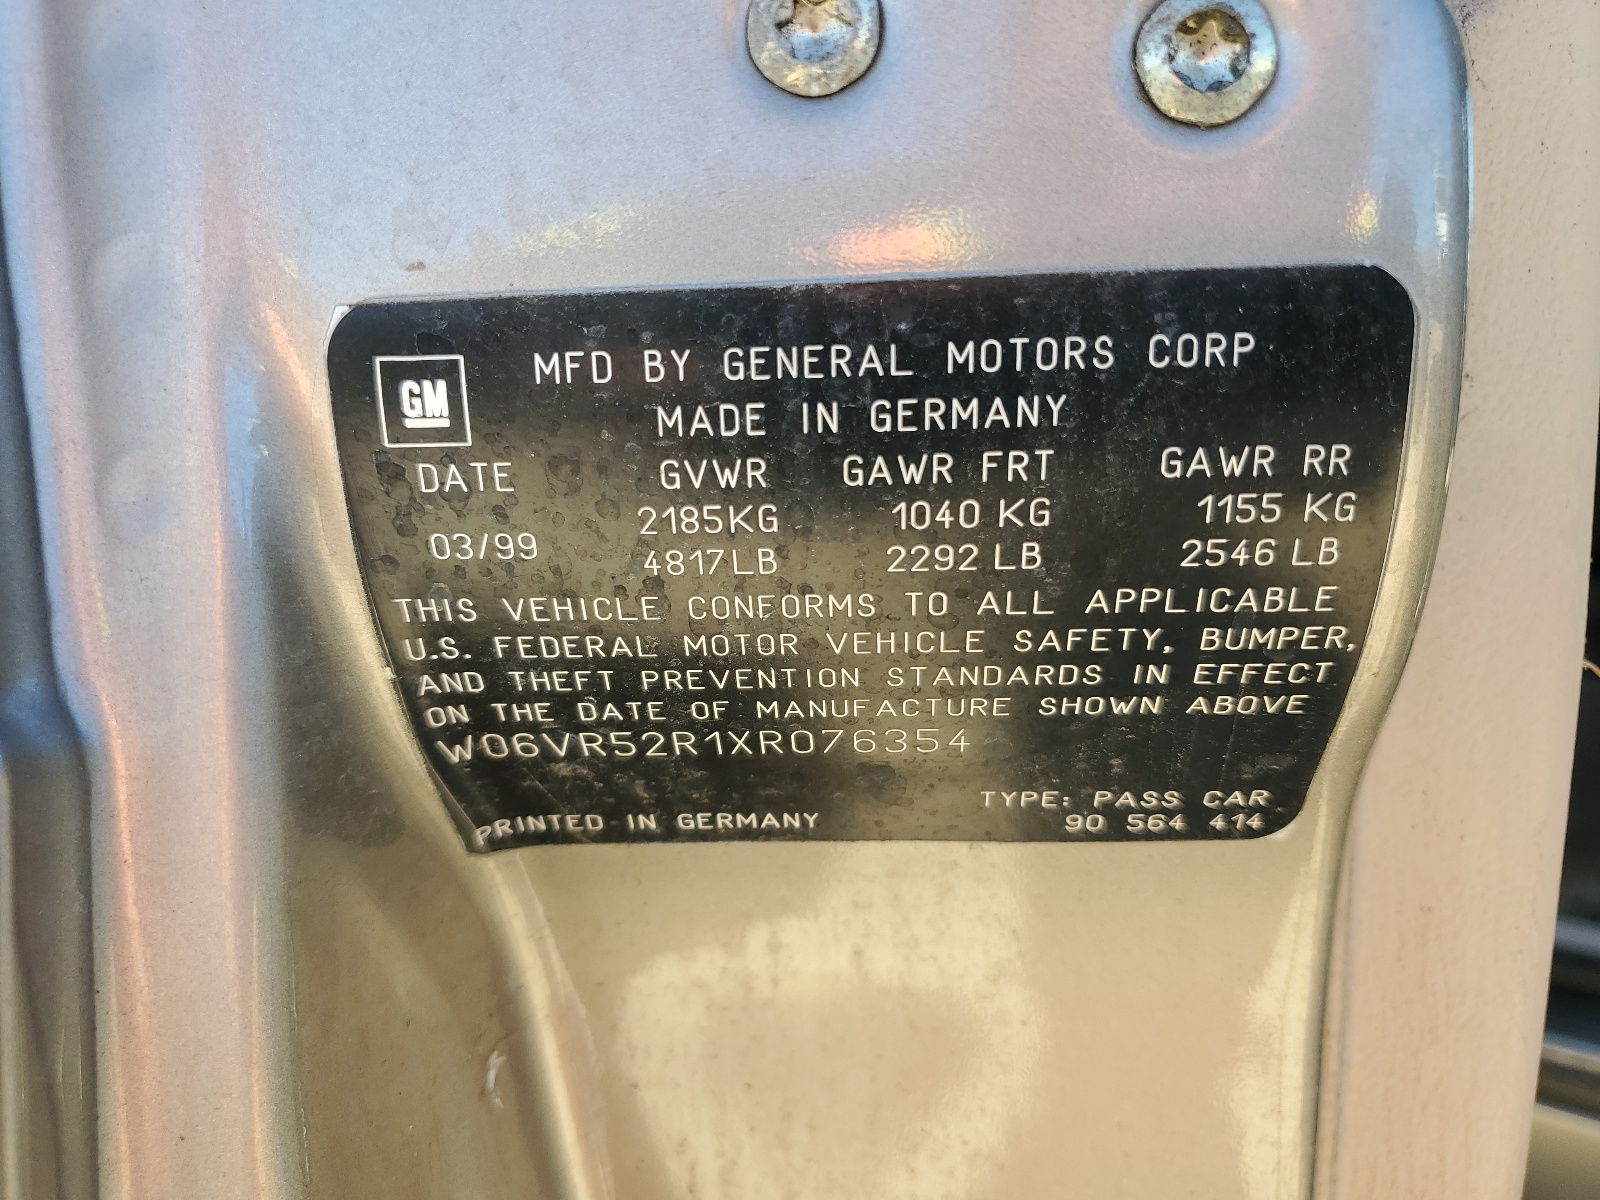 GM
MFD BY GENERAL MOTORS CORP
MADE IN GERMANY
DATE GVWR GAWR FRT GAWR RR
2185KG 1040 KG 1155 KG
03/99
4817LB 2292 LB 2546 LB
THIS VEHICLE CONFORMS TO ALL APPLICABLE
U.S. FEDERAL MOTOR VEHICLE SAFETY, BUMPER,
AND THEFT PREVENTION STANDARDS IN EFFECT
ON THE DATE OF MANUFACTURE SHOWN ABOVE
W06VR52R1XR076354
TYPE: PASS CAR
PRINTED IN GERMANY 90 564 414